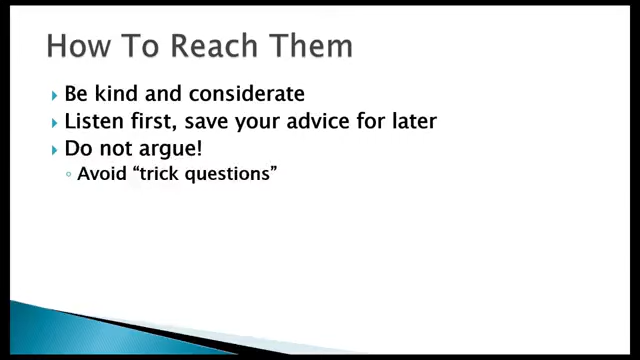 How To Reach Them
Be kind and considerate
Listen first, save your advice for later
Do not argue!
Avoid “trick questions”